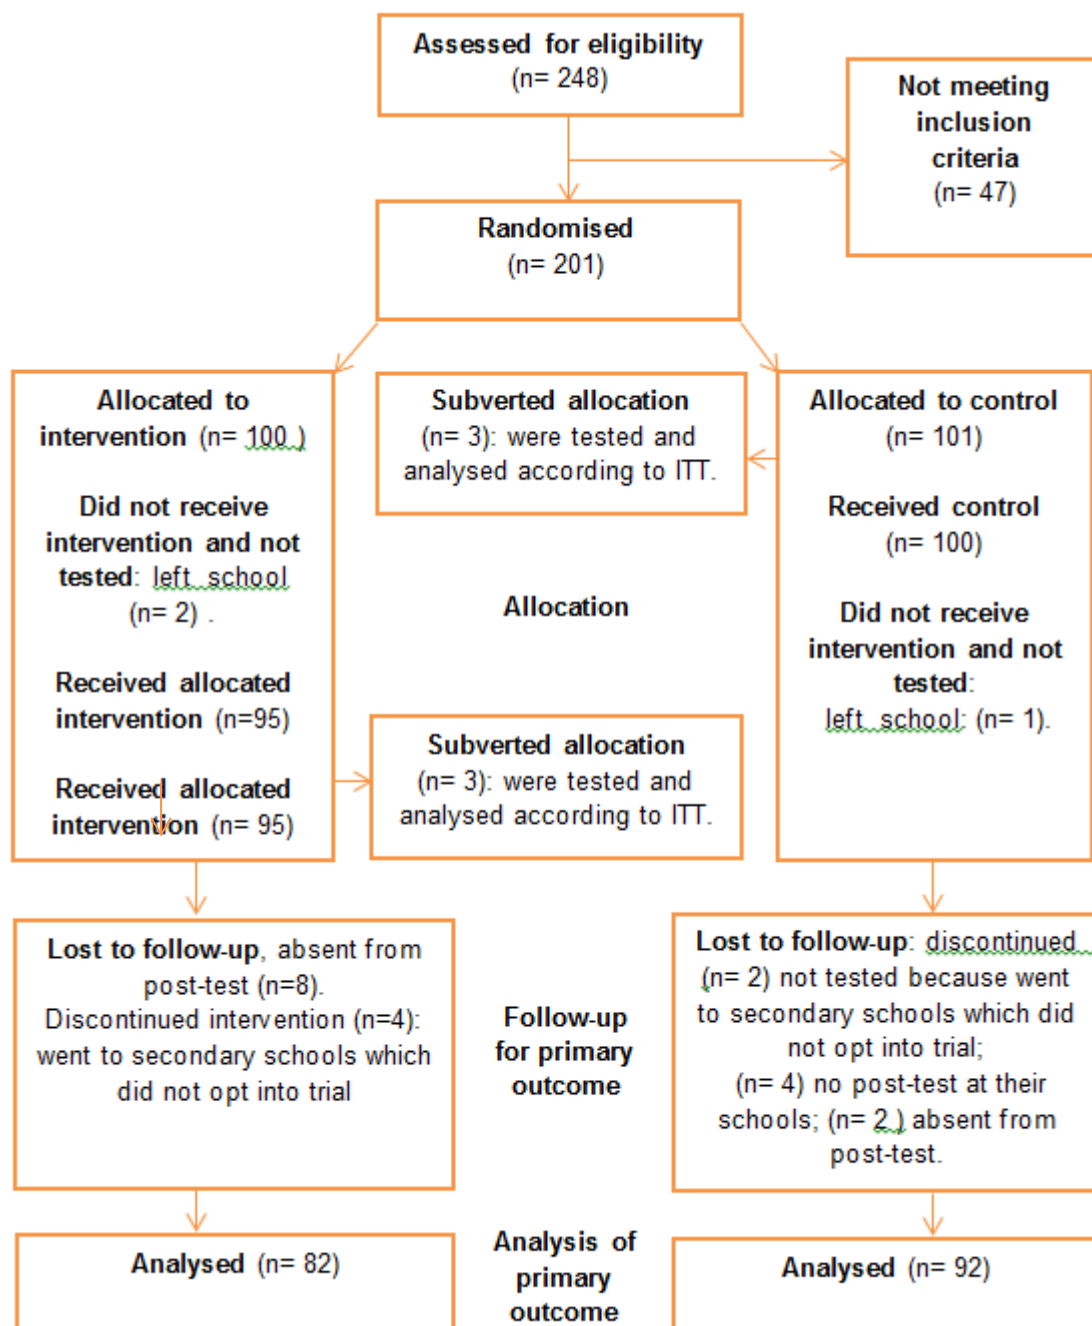 Assessed for eligibility
(n= 248)
Not meeting
inclusion
criteria
(n= 47)
Randomised
(n= 201)
Allocated to
intervention (n= 100 )
Did not receive
intervention and not
tested: left school
(n= 2) .
Received allocated
intervention (n=95)
Received allocated
intervention (n= 95)
Subverted allocation
(n= 3): were tested and
analysed according to ITT.
Allocated to control
(n= 101)
Received control
(n= 100)
Did not receive
intervention and not
tested:
left school: (n= 1).
Allocation
Subverted allocation
(n= 3): were tested and
analysed according to ITT.
Lost to follow-up, absent from
post-test (n=8).
Discontinued intervention (n=4):
went to secondary schools which
did not opt into trial
Follow-up
for primary
outcome
Lost to follow-up: discontinued
(n= 2) not tested because went
to secondary schools which did
not opt into trial;
(n= 4) no post-test at their
schools; (n= 2 ) absent from
post-test.
Analysed (n= 82)
Analysis of
primary
outcome
Analysed (n= 92)